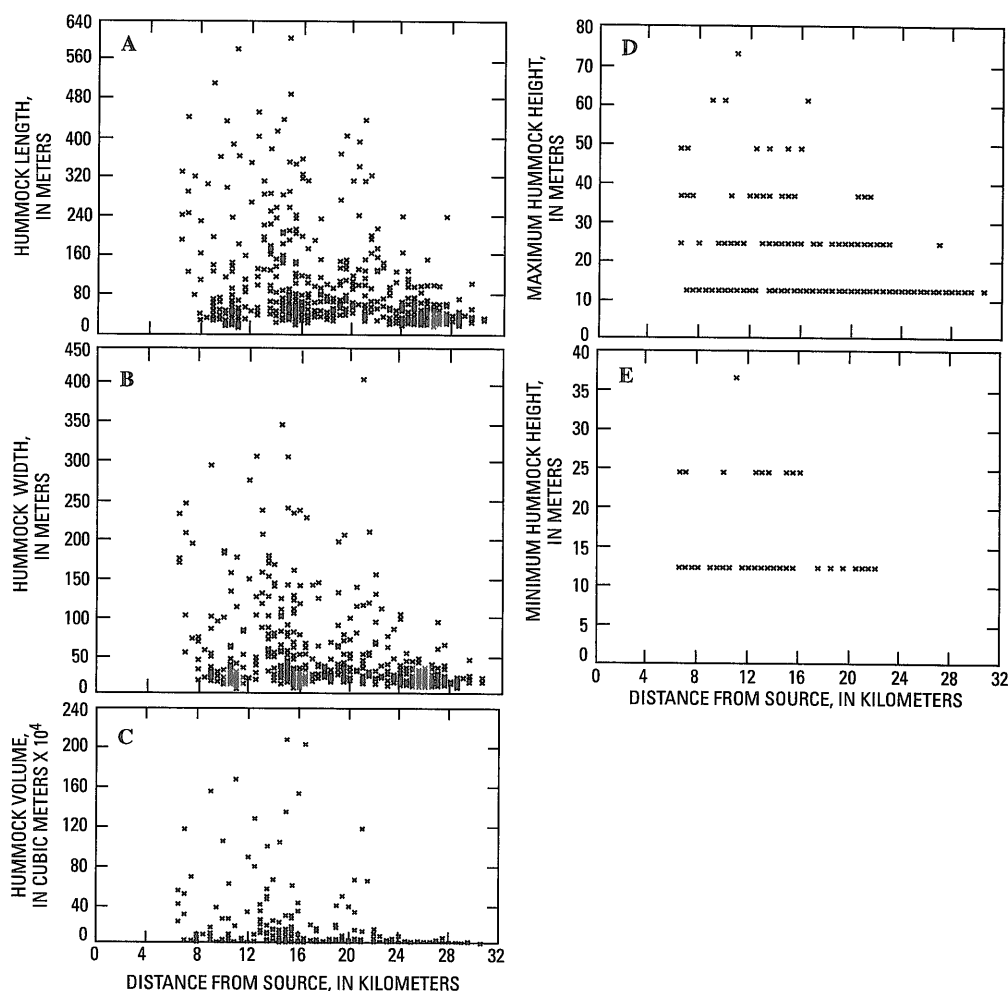 A
HUMMOCK LENGTH,
IN METERS
640
560
480
400
320
240
160
80
0
B
HUMMOCK WIDTH,
IN METERS
450
400
350
300
250
200
150
100
50
0
C
HUMMOCK VOLUME,
IN CUBIC METERS X 10⁴
240
200
160
120
80
40
0
0 4 8 12 16 20 24 28 32
DISTANCE FROM SOURCE, IN KILOMETERS
D
MAXIMUM HUMMOCK HEIGHT,
IN METERS
80
70
60
50
40
30
20
10
0
E
MINIMUM HUMMOCK HEIGHT,
IN METERS
40
35
30
25
20
15
10
5
0
0 4 8 12 16 20 24 28 32
DISTANCE FROM SOURCE, IN KILOMETERS